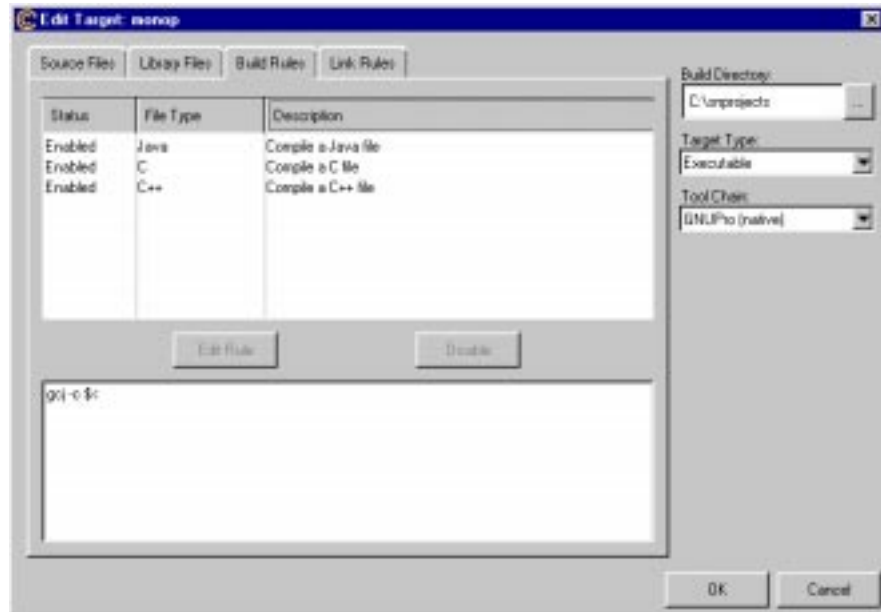 Edit Target: monop
Source Files Library Files Build Rules Link Rules
Status File Type Description
Enabled Java Compile a Java file
Enabled C Compile a C file
Enabled C++ Compile a C++ file
Edit Rule Disable
gcj -c $<
Build Directory:
C:\snprojects
...
Target Type:
Executable
Tool Chain:
GNUPro (native)
OK Cancel